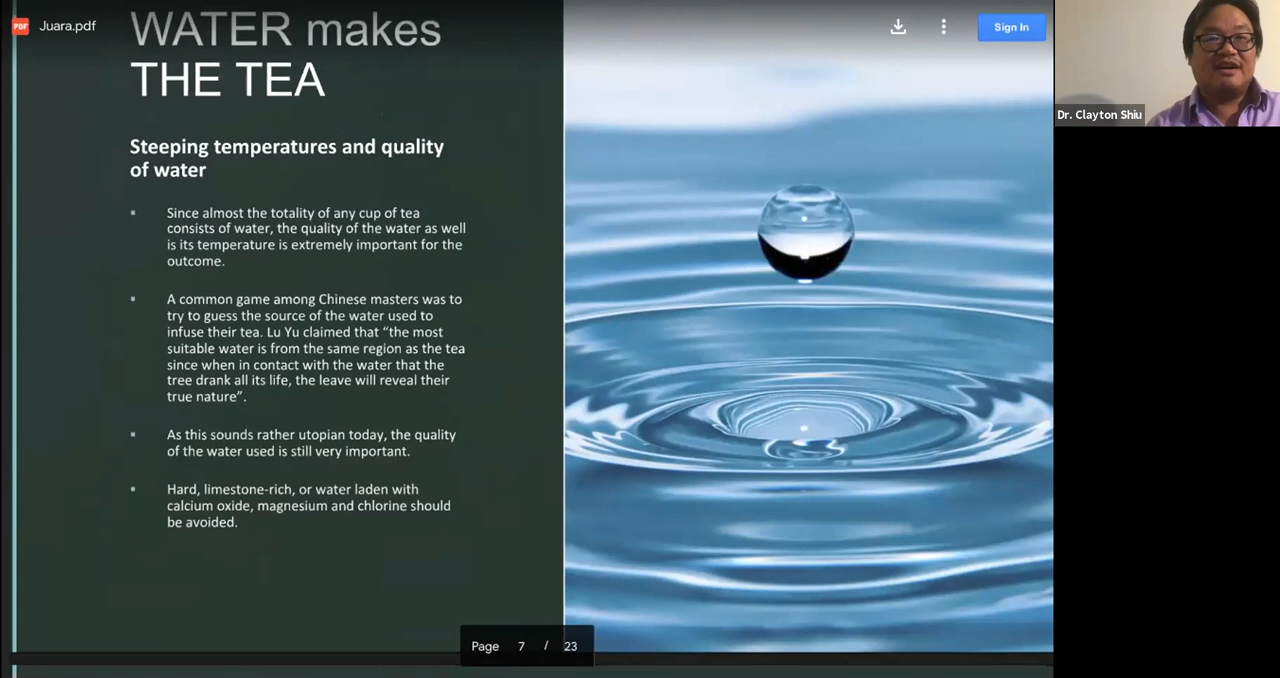 PDF Juara.pdf
Sign In
WATER makes
THE TEA
Steeping temperatures and quality
of water
Since almost the totality of any cup of tea
consists of water, the quality of the water as well
is its temperature is extremely important for the
outcome.
A common game among Chinese masters was to
try to guess the source of the water used to
infuse their tea. Lu Yu claimed that “the most
suitable water is from the same region as the tea
since when in contact with the water that the
tree drank all its life, the leave will reveal their
true nature”.
As this sounds rather utopian today, the quality
of the water used is still very important.
Hard, limestone-rich, or water laden with
calcium oxide, magnesium and chlorine should
be avoided.
Page 7 / 23
Dr. Clayton Shiu